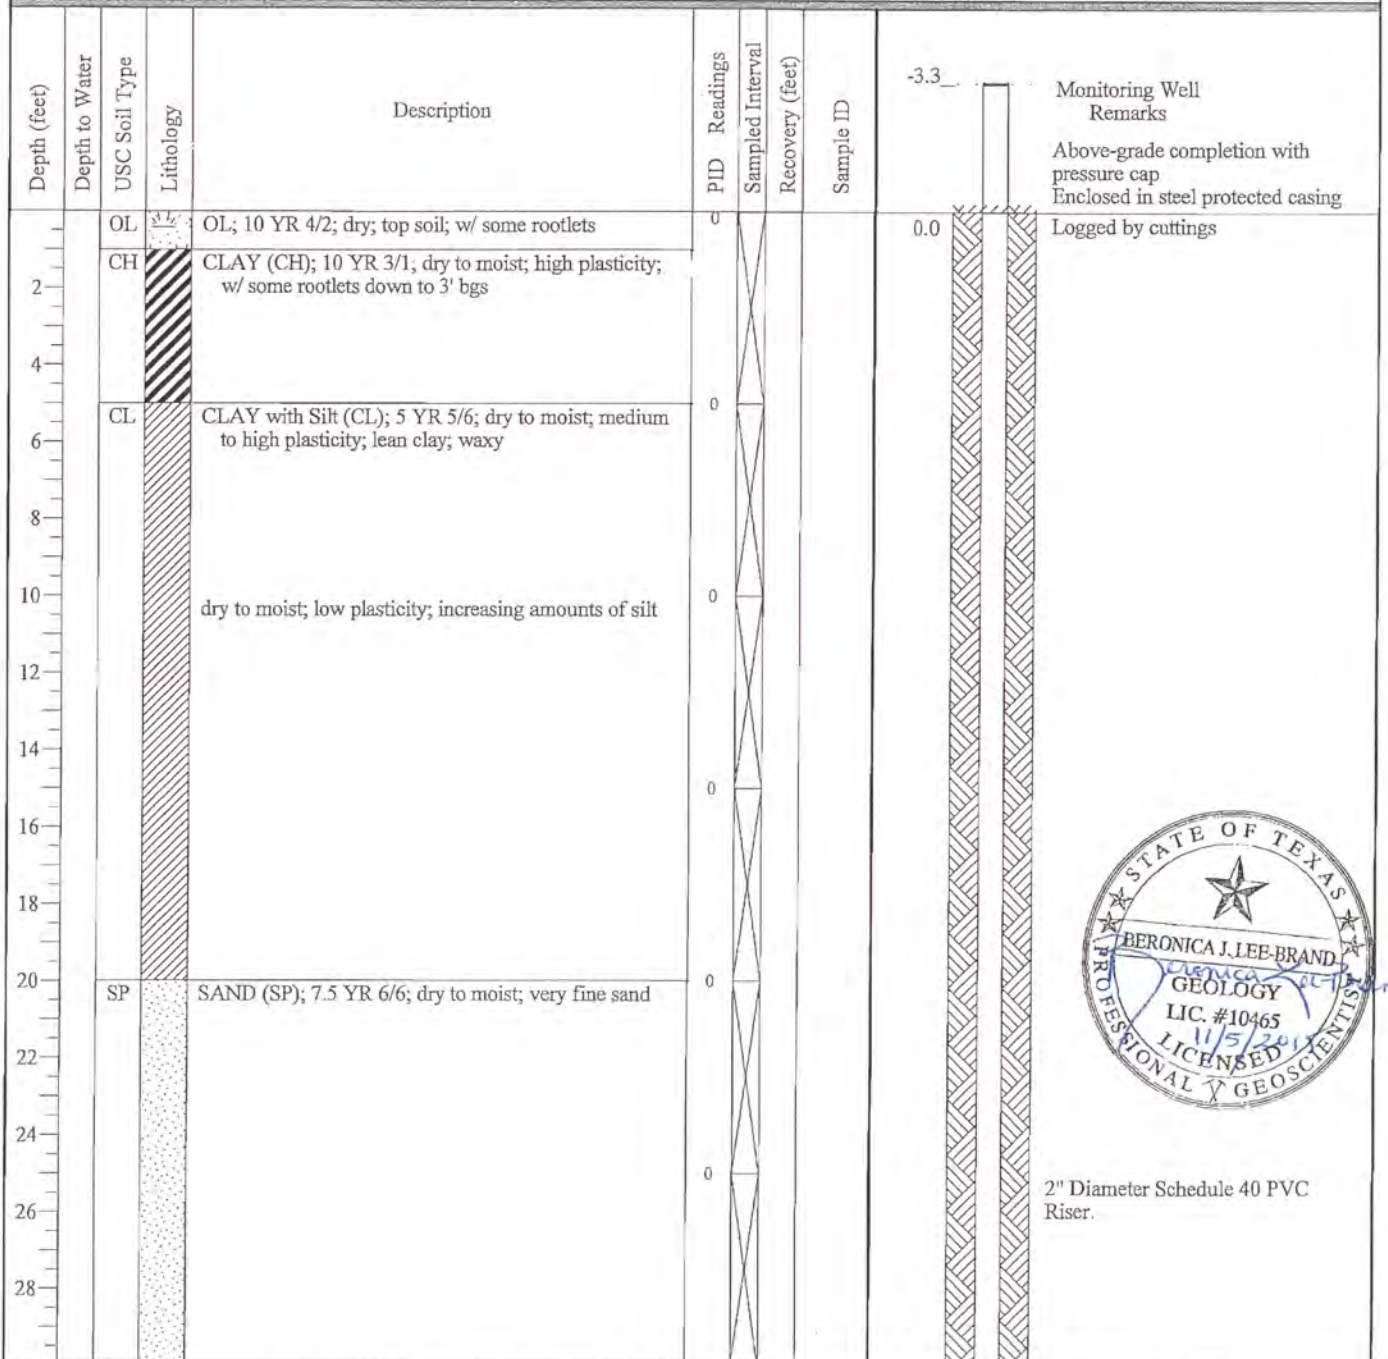 Depth (feet)
Depth to Water
USC Soil Type
Lithology
Description
PID Readings
Sampled Interval
Recovery (feet)
Sample ID
-3.3
Monitoring Well
Remarks
Above-grade completion with
pressure cap
Enclosed in steel protected casing
OL
OL; 10 YR 4/2; dry; top soil; w/ some rootlets
0
0.0
Logged by cuttings
CH
CLAY (CH); 10 YR 3/1; dry to moist; high plasticity;
w/ some rootlets down to 3' bgs
2
4
0
CL
CLAY with Silt (CL); 5 YR 5/6; dry to moist; medium
to high plasticity; lean clay; waxy
6
8
10
0
dry to moist; low plasticity; increasing amounts of silt
12
14
0
16
18
20
0
SP
SAND (SP); 7.5 YR 6/6; dry to moist; very fine sand
22
24
0
26
28
STATE OF TEXAS
BERONICA J. LEE-BRAND
GEOLOGY
LIC. #10465
LICENSED
PROFESSIONAL GEOSCIENTIST
2" Diameter Schedule 40 PVC
Riser.